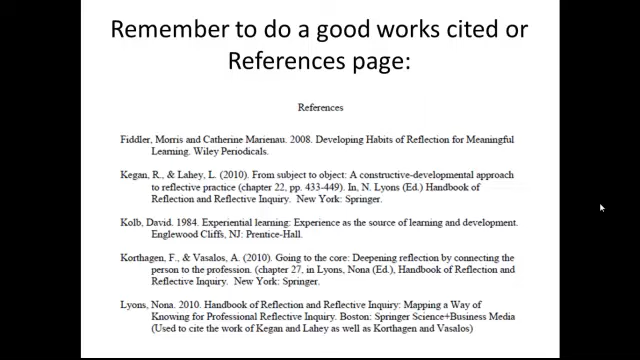 Remember to do a good works cited or
References page:
References
Fiddler, Morris and Catherine Marienau. 2008. Developing Habits of Reflection for Meaningful
Learning. Wiley Periodicals.
Kegan, R., & Lahey, L. (2010). From subject to object: A constructive-developmental approach
to reflective practice (chapter 22, pp. 433-449). In, N. Lyons (Ed.) Handbook of
Reflection and Reflective Inquiry. New York: Springer.
Kolb, David. 1984. Experiential learning: Experience as the source of learning and development.
Englewood Cliffs, NJ: Prentice-Hall.
Korthagen, F., & Vasalos, A. (2010). Going to the core: Deepening reflection by connecting the
person to the profession. (chapter 27, in Lyons, Nona (Ed.), Handbook of Reflection and
Reflective Inquiry. New York: Springer.
Lyons, Nona. 2010. Handbook of Reflection and Reflective Inquiry: Mapping a Way of
Knowing for Professional Reflective Inquiry. Boston: Springer Science+Business Media
(Used to cite the work of Kegan and Lahey as well as Korthagen and Vasalos)